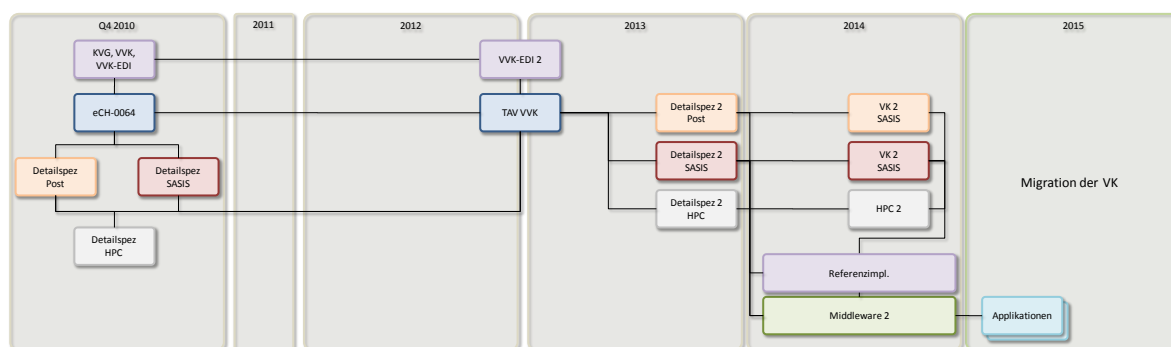 Q4 2010
2011
2012
2013
2014
2015
KVG, VVK,
VVK-EDI
VVK-EDI 2
eCH-0064
TAV VVK
Detailspez 2
Post
VK 2
SASIS
Detailspez
Post
Detailspez
SASIS
Detailspez 2
SASIS
VK 2
SASIS
Migration der VK
Detailspez 2
HPC
HPC 2
Detailspez
HPC
Referenzimpl.
Middleware 2
Applikationen